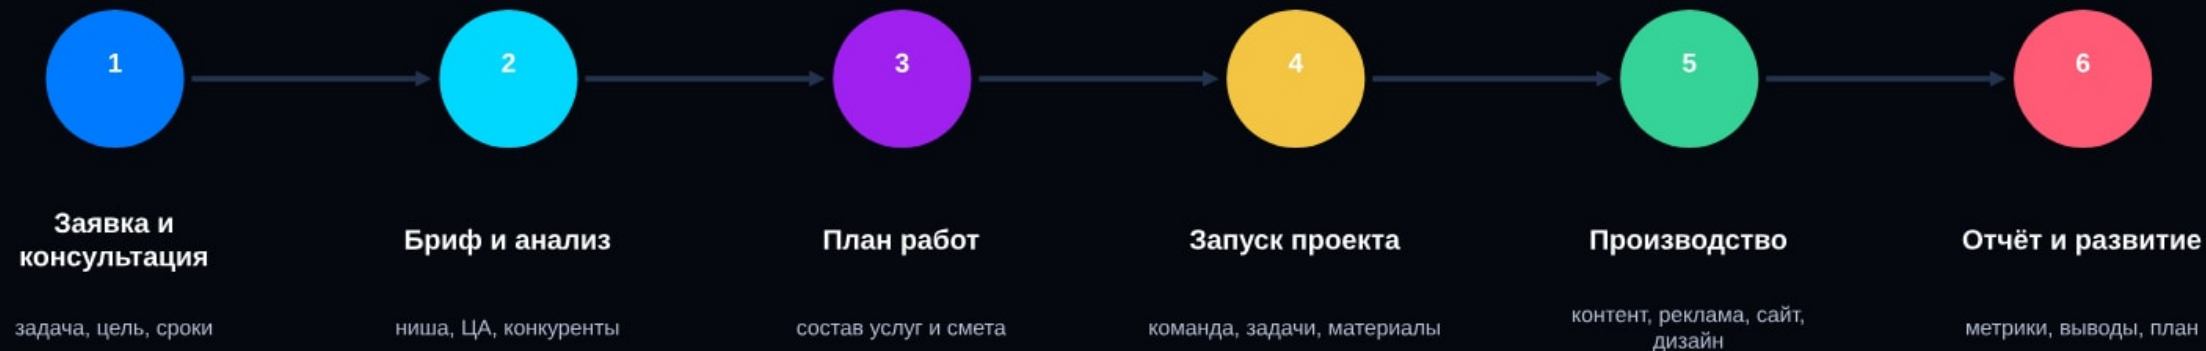 1
2
3
4
5
6
Заявка и
консультация
Бриф и анализ
План работ
Запуск проекта
Производство
Отчёт и развитие
задача, цель, сроки
ниша, ЦА, конкуренты
состав услуг и смета
команда, задачи, материалы
контент, реклама, сайт,
дизайн
метрики, выводы, план